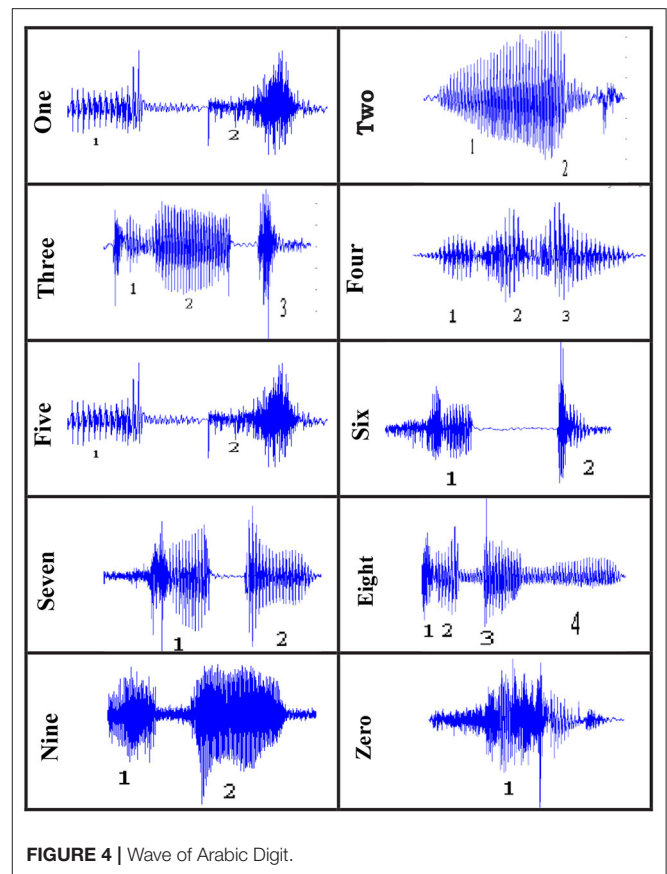 One
1
2
Two
1
2
Three
1
2
3
Four
1
2
3
Five
1
2
Six
1
2
Seven
1
2
Eight
1
2
3
4
Nine
1
2
Zero
1
FIGURE 4 | Wave of Arabic Digit.